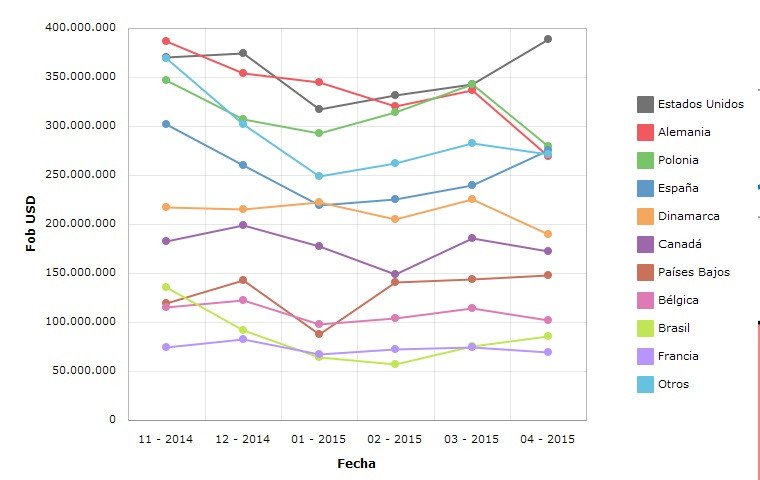 400.000.000
350.000.000
300.000.000
250.000.000
200.000.000
150.000.000
100.000.000
50.000.000
0
Fob USD
11 - 2014
12 - 2014
01 - 2015
02 - 2015
03 - 2015
04 - 2015
Fecha
Estados Unidos
Alemania
Polonia
España
Dinamarca
Canadá
Países Bajos
Bélgica
Brasil
Francia
Otros